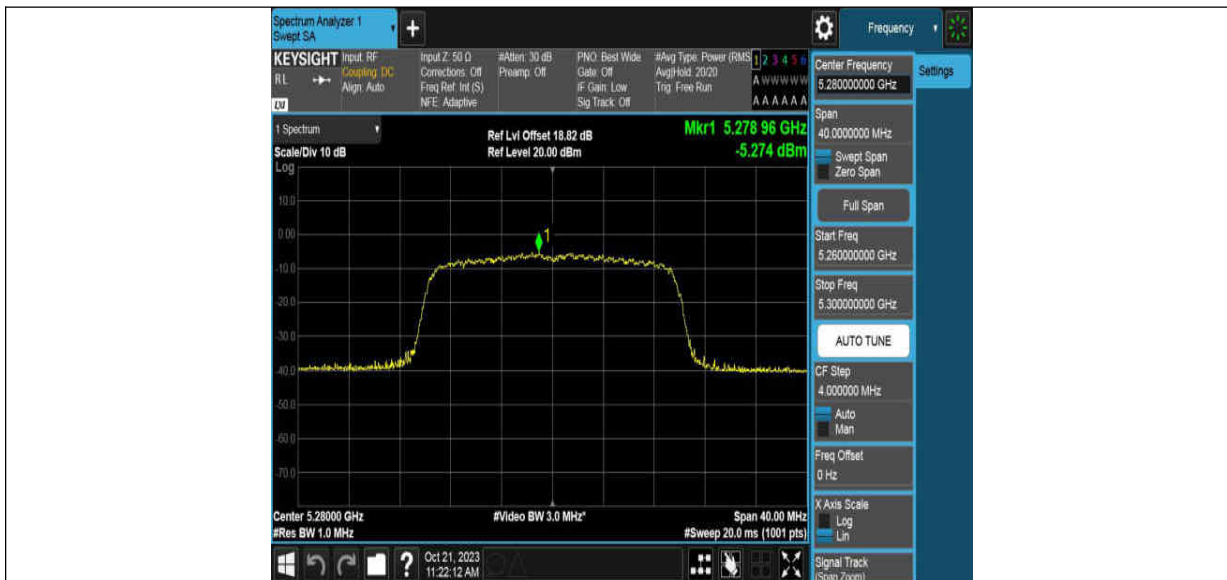 Spectrum Analyzer 1
Swept SA
+
Frequency
KEYSIGHT
RL
LV
Input: RF
Coupling: DC
Align: Auto
Input Z: 50 Ω
Corrections: Off
Freq Ref: Int (S)
NFE: Adaptive
#Atten: 30 dB
Preamp: Off
PNO: Best Wide
Gate: Off
IF Gain: Low
Sig Track: Off
#Avg Type: Power (RMS
Avg|Hold: 20/20
Trig: Free Run
1 2 3 4 5 6
A W W W W W
A A A A A A
1 Spectrum
Scale/Div 10 dB
Ref Lvl Offset 18.82 dB
Ref Level 20.00 dBm
Mkr1 5.278 96 GHz
-5.274 dBm
Log
10.0
0.00
-10.0
-20.0
-30.0
-40.0
-50.0
-60.0
-70.0
1
Center 5.28000 GHz
#Res BW 1.0 MHz
#Video BW 3.0 MHz*
Span 40.00 MHz
#Sweep 20.0 ms (1001 pts)
?
Oct 21, 2023
11:22:12 AM
Center Frequency
5.280000000 GHz
Span
40.0000000 MHz
Swept Span
Zero Span
Full Span
Start Freq
5.260000000 GHz
Stop Freq
5.300000000 GHz
AUTO TUNE
CF Step
4.000000 MHz
Auto
Man
Freq Offset
0 Hz
X Axis Scale
Log
Lin
Signal Track
(Span Zoom)
Settings